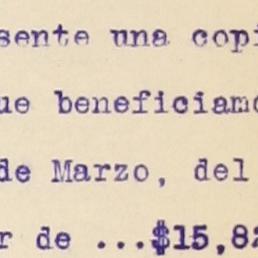 sente una copi
ue beneficiamo
de Marzo, del
r de ...$15,82